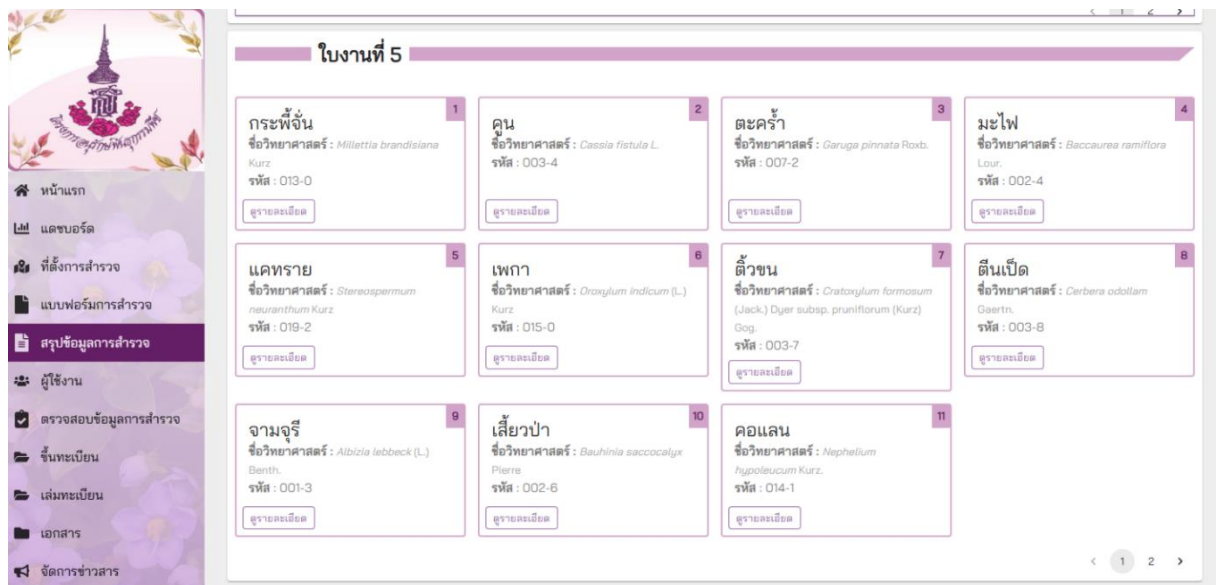 โครงการอนุรักษ์พันธุกรรมพืช
หน้าแรก
แดชบอร์ด
ที่ตั้งการสำรวจ
แบบฟอร์มการสำรวจ
สรุปข้อมูลการสำรวจ
ผู้ใช้งาน
ตรวจสอบข้อมูลการสำรวจ
ขึ้นทะเบียน
เล่มทะเบียน
เอกสาร
จัดการข่าวสาร
< 1 2 >
ใบงานที่ 5
1
กระพี้จั่น
ชื่อวิทยาศาสตร์ : Millettia brandisiana
Kurz
รหัส : 013-0
ดูรายละเอียด
2
คูน
ชื่อวิทยาศาสตร์ : Cassia fistula L.
รหัส : 003-4
ดูรายละเอียด
3
ตะคร้ำ
ชื่อวิทยาศาสตร์ : Garuga pinnata Roxb.
รหัส : 007-2
ดูรายละเอียด
4
มะไฟ
ชื่อวิทยาศาสตร์ : Baccaurea ramiflora
Lour.
รหัส : 002-4
ดูรายละเอียด
5
แคทราย
ชื่อวิทยาศาสตร์ : Stereospermum
neuranthum Kurz
รหัส : 019-2
ดูรายละเอียด
6
เพกา
ชื่อวิทยาศาสตร์ : Oroxylum indicum (L.)
Kurz
รหัส : 015-0
ดูรายละเอียด
7
ติ้วขน
ชื่อวิทยาศาสตร์ : Cratoxylum formosum
(Jack.) Dyer subsp. pruniflorum (Kurz)
Gog.
รหัส : 003-7
ดูรายละเอียด
8
ตีนเป็ด
ชื่อวิทยาศาสตร์ : Cerbera odollam
Gaertn.
รหัส : 003-8
ดูรายละเอียด
9
จามจุรี
ชื่อวิทยาศาสตร์ : Albizia lebbeck (L.)
Benth.
รหัส : 001-3
ดูรายละเอียด
10
เสี้ยวป่า
ชื่อวิทยาศาสตร์ : Bauhinia saccocalyx
Pierre
รหัส : 002-6
ดูรายละเอียด
11
คอแลน
ชื่อวิทยาศาสตร์ : Nephelium
hypoleucum Kurz.
รหัส : 014-1
ดูรายละเอียด
< 1 2 >